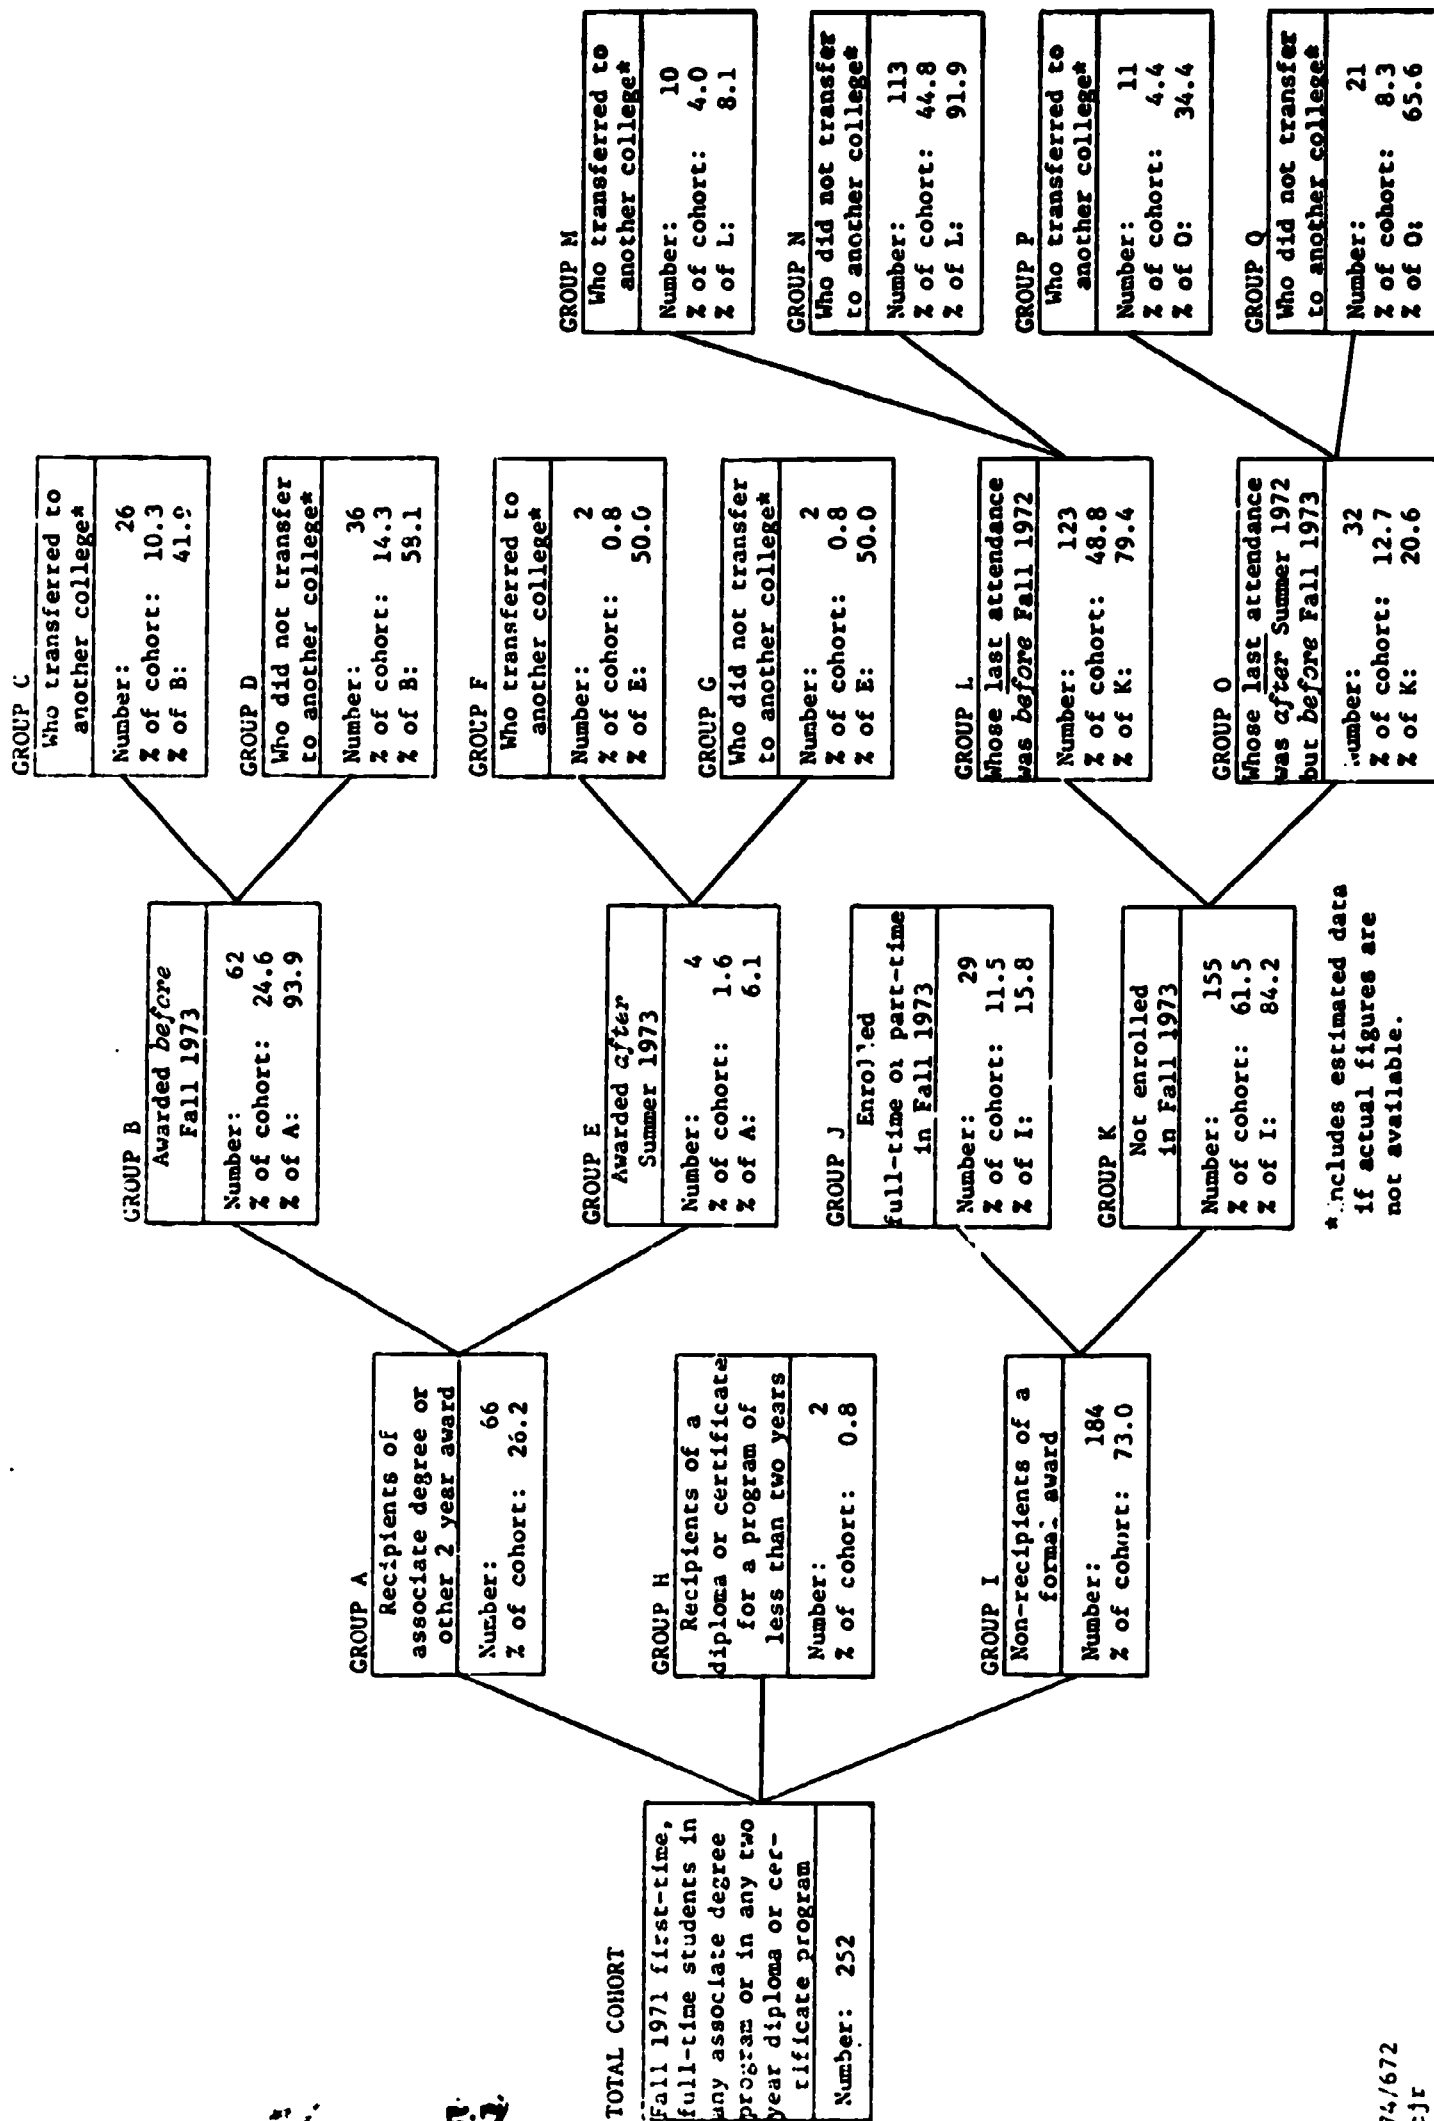 TOTAL COHORT
Fall 1971 first-time,
full-time students in
any associate degree
program or in any two
year diploma or cer-
tificate program
Number: 252
GROUP A
Recipients of
associate degree or
other 2 year award
Number: 66
% of cohort: 26.2
GROUP H
Recipients of a
diploma or certificate
for a program of
less than two years
Number: 2
% of cohort: 0.8
GROUP I
Non-recipients of a
formal award
Number: 184
% of cohort: 73.0
GROUP B
Awarded before
Fall 1973
Number: 62
% of cohort: 24.6
% of A: 93.9
GROUP E
Awarded after
Summer 1973
Number: 4
% of cohort: 1.6
% of A: 6.1
GROUP J
Enrolled
full-time or part-time
in Fall 1973
Number: 29
% of cohort: 11.5
% of I: 15.8
GROUP K
Not enrolled
in Fall 1973
Number: 155
% of cohort: 61.5
% of I: 84.2
GROUP C
Who transferred to
another college*
Number: 26
% of cohort: 10.3
% of B: 41.9
GROUP D
Who did not transfer
to another college*
Number: 36
% of cohort: 14.3
% of B: 58.1
GROUP F
Who transferred to
another college*
Number: 2
% of cohort: 0.8
% of E: 50.0
GROUP G
Who did not transfer
to another college*
Number: 2
% of cohort: 0.8
% of E: 50.0
GROUP L
Whose last attendance
was before Fall 1972
Number: 123
% of cohort: 48.8
% of K: 79.4
GROUP O
Whose last attendance
was after Summer 1972
but before Fall 1973
Number: 32
% of cohort: 12.7
% of K: 20.6
GROUP M
Who transferred to
another college*
Number: 10
% of cohort: 4.0
% of L: 8.1
GROUP N
Who did not transfer
to another college*
Number: 113
% of cohort: 44.8
% of L: 91.9
GROUP P
Who transferred to
another college*
Number: 11
% of cohort: 4.4
% of O: 34.4
GROUP Q
Who did not transfer
to another college*
Number: 21
% of cohort: 8.3
% of O: 65.6
*Includes estimated data
if actual figures are
not available.
74/672
cjr